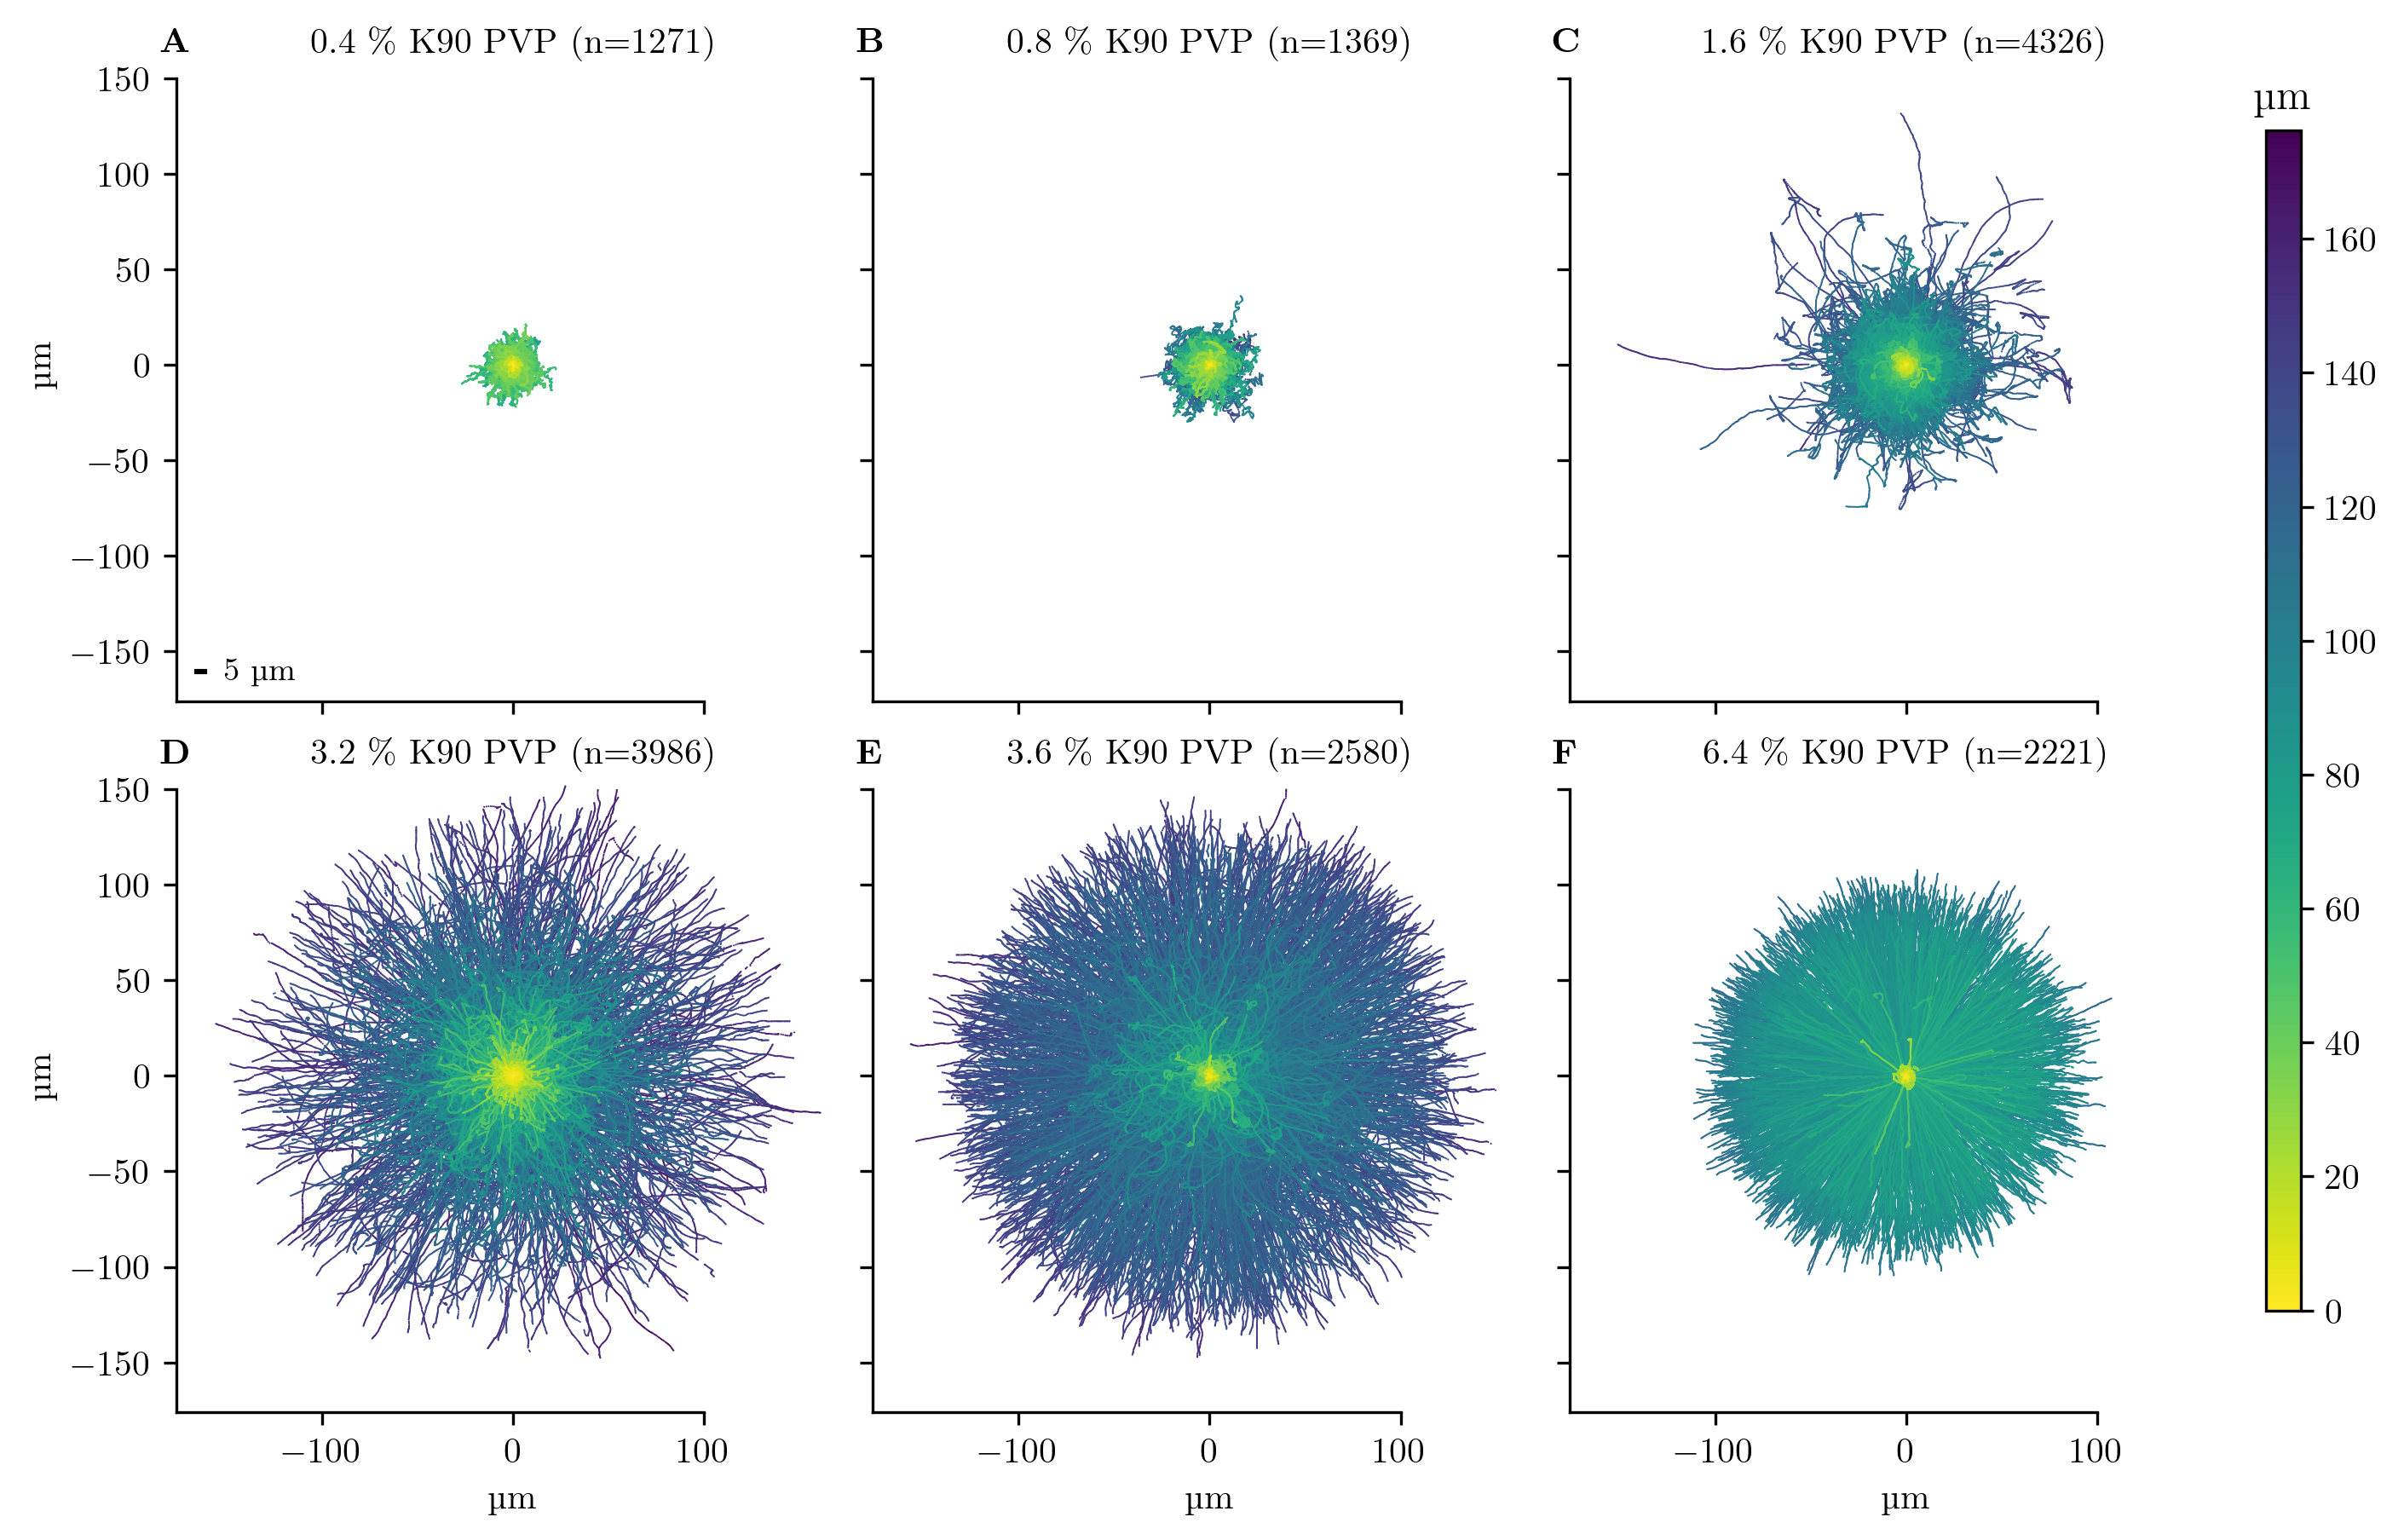 A 0.4 % K90 PVP (n=1271)
B 0.8 % K90 PVP (n=1369)
C 1.6 % K90 PVP (n=4326)
150
100
50
0
−50
−100
−150
µm
5 µm
µm
160
140
120
100
80
60
40
20
0
D 3.2 % K90 PVP (n=3986)
E 3.6 % K90 PVP (n=2580)
F 6.4 % K90 PVP (n=2221)
150
100
50
0
−50
−100
−150
µm
−100 0 100
−100 0 100
−100 0 100
µm
µm
µm